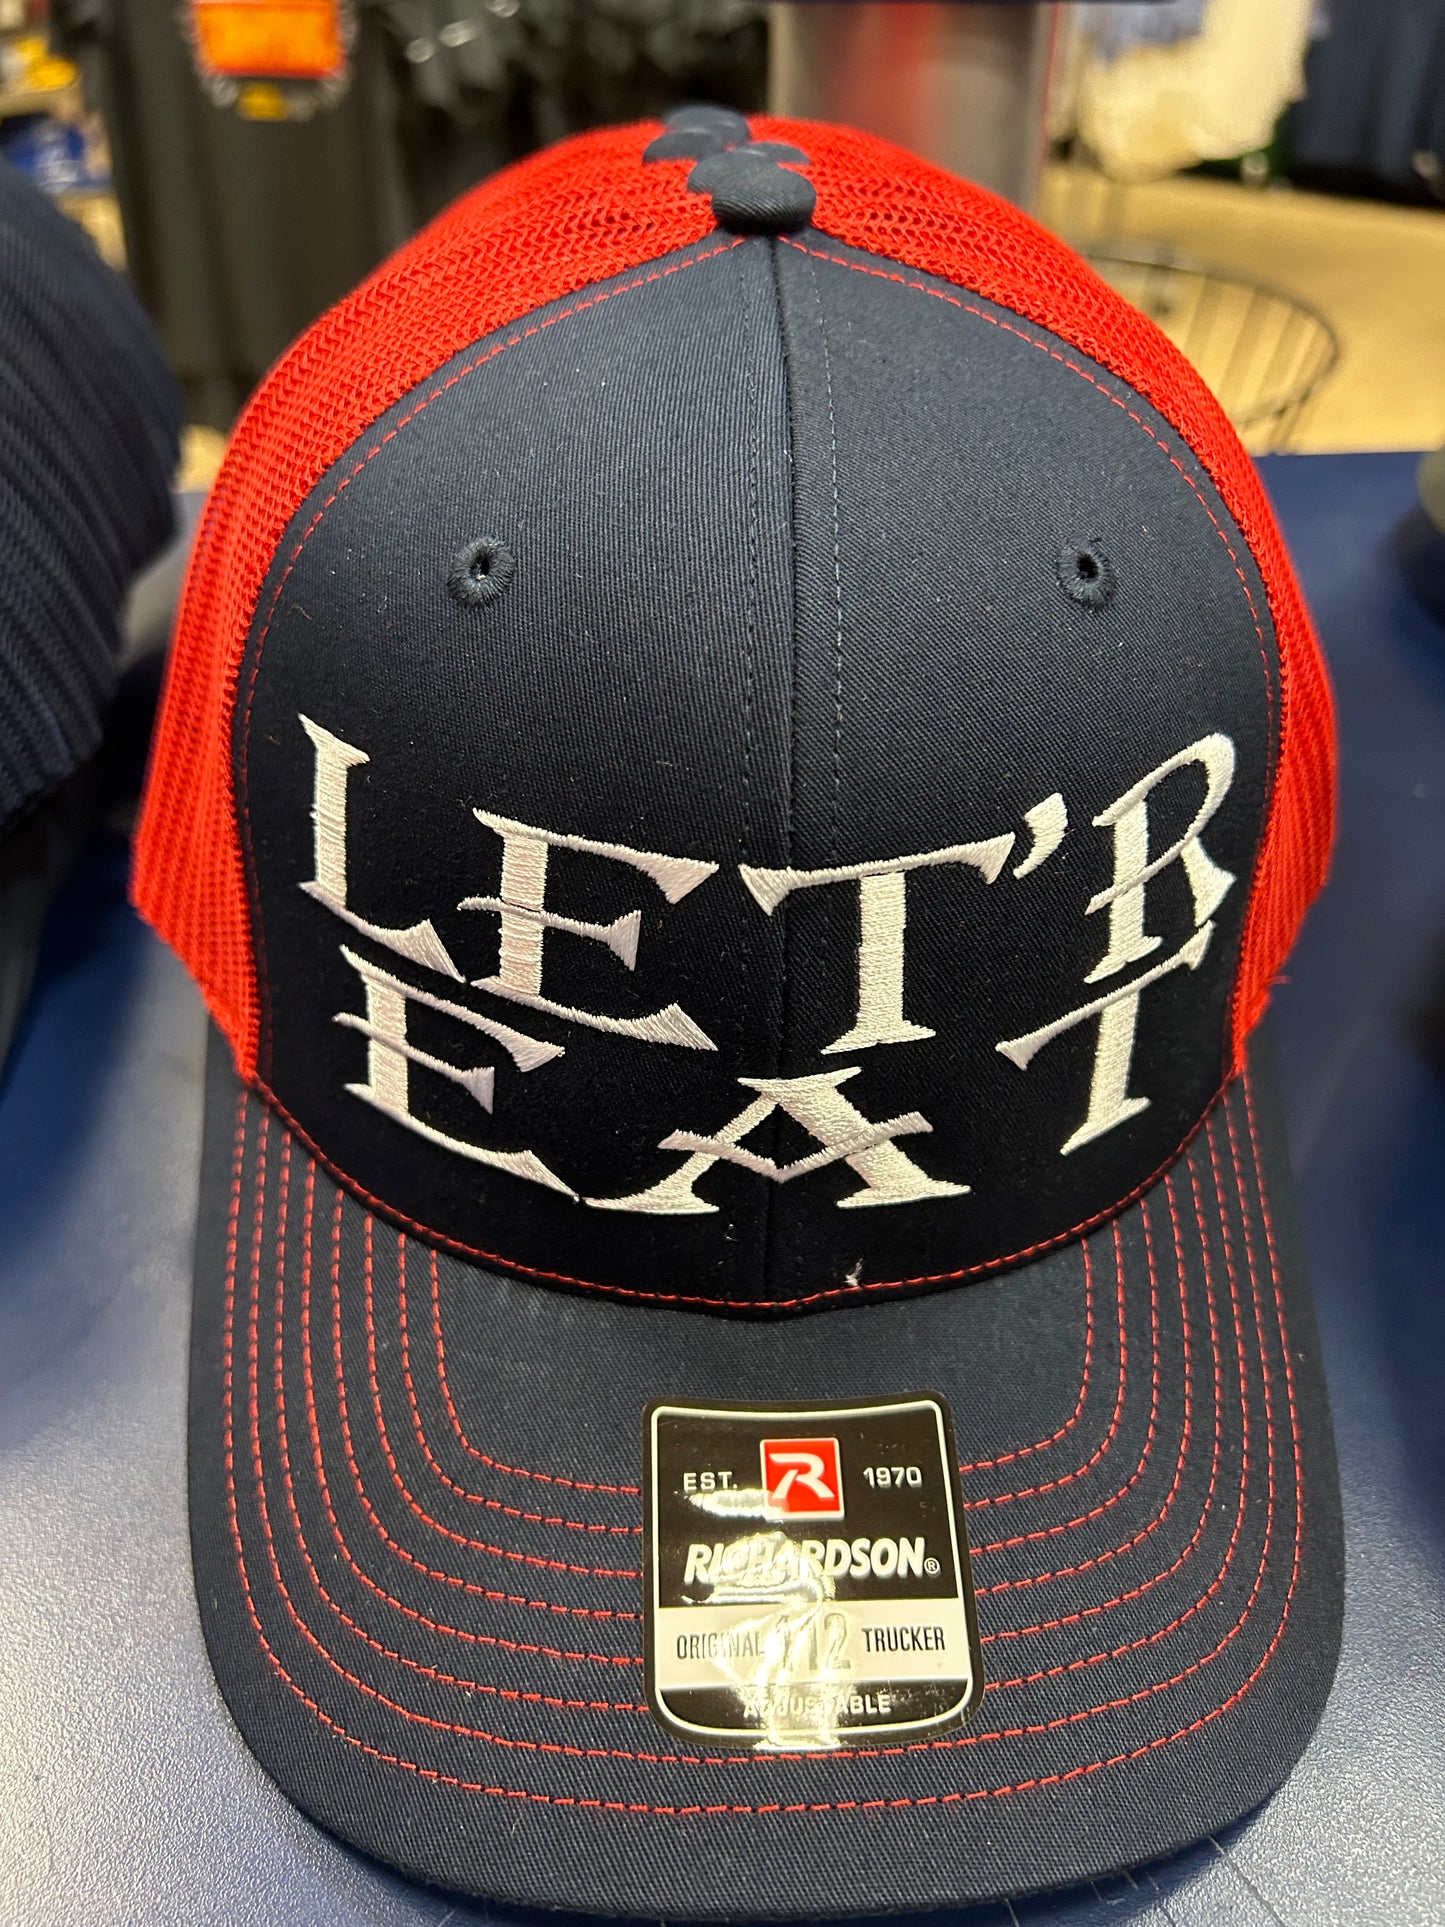 LET'R
EAT
EST. R 1970
RICHARDSON®
ORIGINAL 112 TRUCKER
ADJUSTABLE